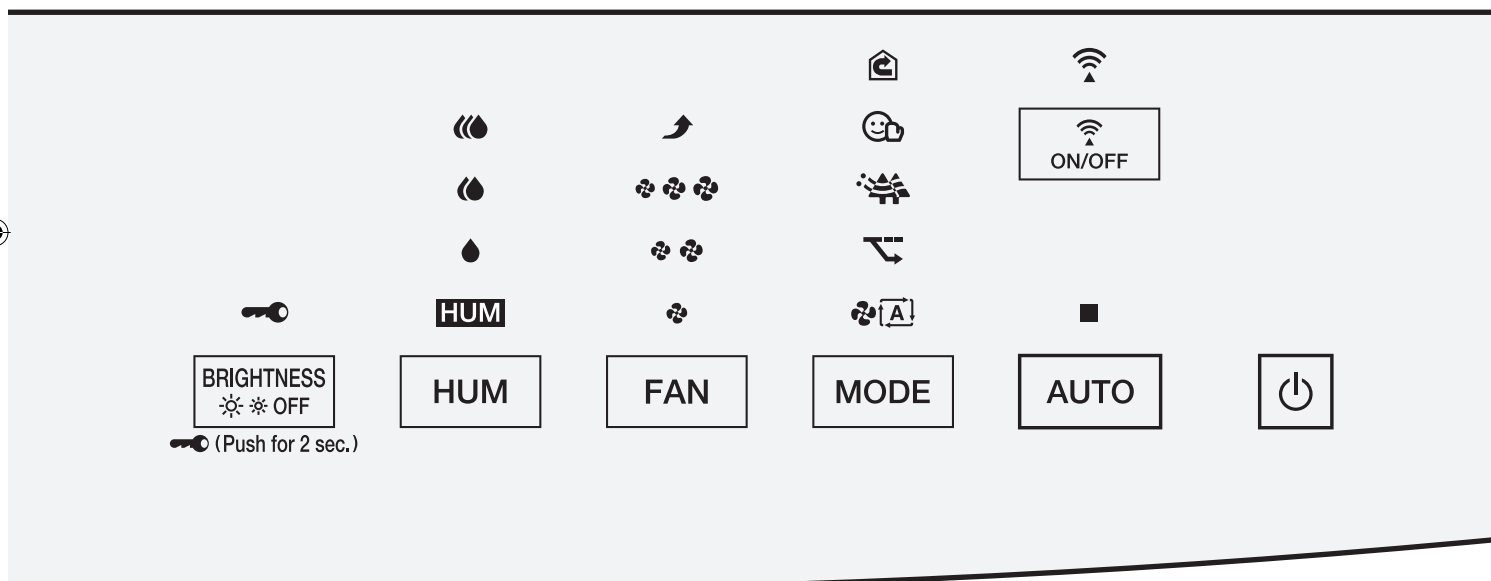 ON/OFF
HUM
A
BRIGHTNESS
OFF
(Push for 2 sec.)
HUM
FAN
MODE
AUTO